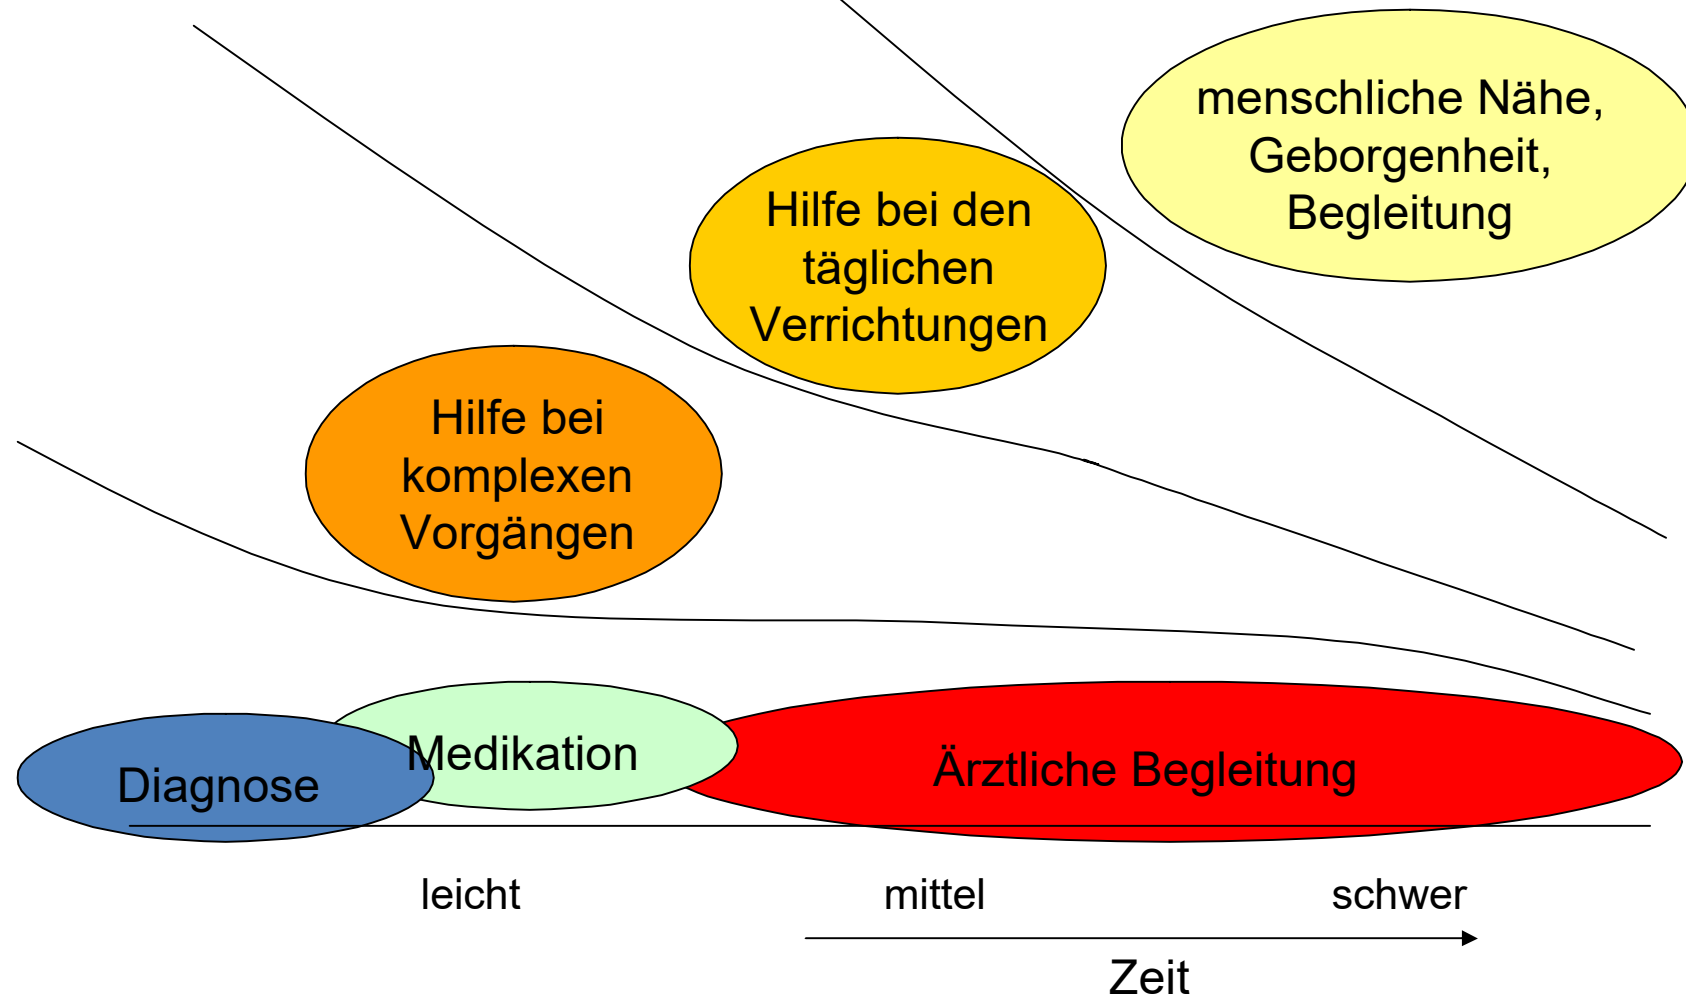 menschliche Nähe,
Geborgenheit,
Begleitung
Hilfe bei den
täglichen
Verrichtungen
Hilfe bei
komplexen
Vorgängen
Diagnose
Medikation
Ärztliche Begleitung
leicht
mittel
schwer
Zeit